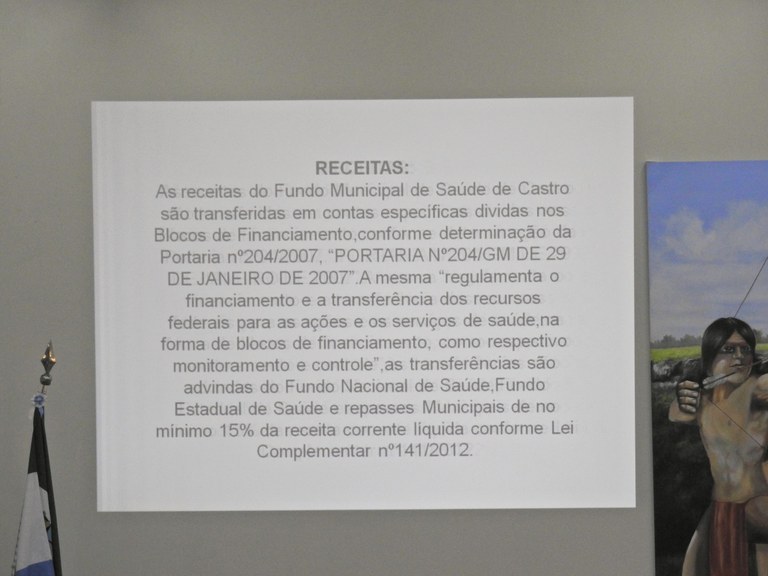 RECEITAS:
As receitas do Fundo Municipal de Saúde de Castro
são transferidas em contas especificas dividas nos
Blocos de Financiamento,conforme determinação da
Portaria nº204/2007, “PORTARIA Nº204/GM DE 29
DE JANEIRO DE 2007”.A mesma “regulamenta o
financiamento e a transferência dos recursos
federais para as ações e os serviços de saúde,na
forma de blocos de financiamento, como respectivo
monitoramento e controle”,as transferências são
advindas do Fundo Nacional de Saúde,Fundo
Estadual de Saúde e repasses Municipais de no
mínimo 15% da receita corrente líquida conforme Lei
Complementar nº141/2012.